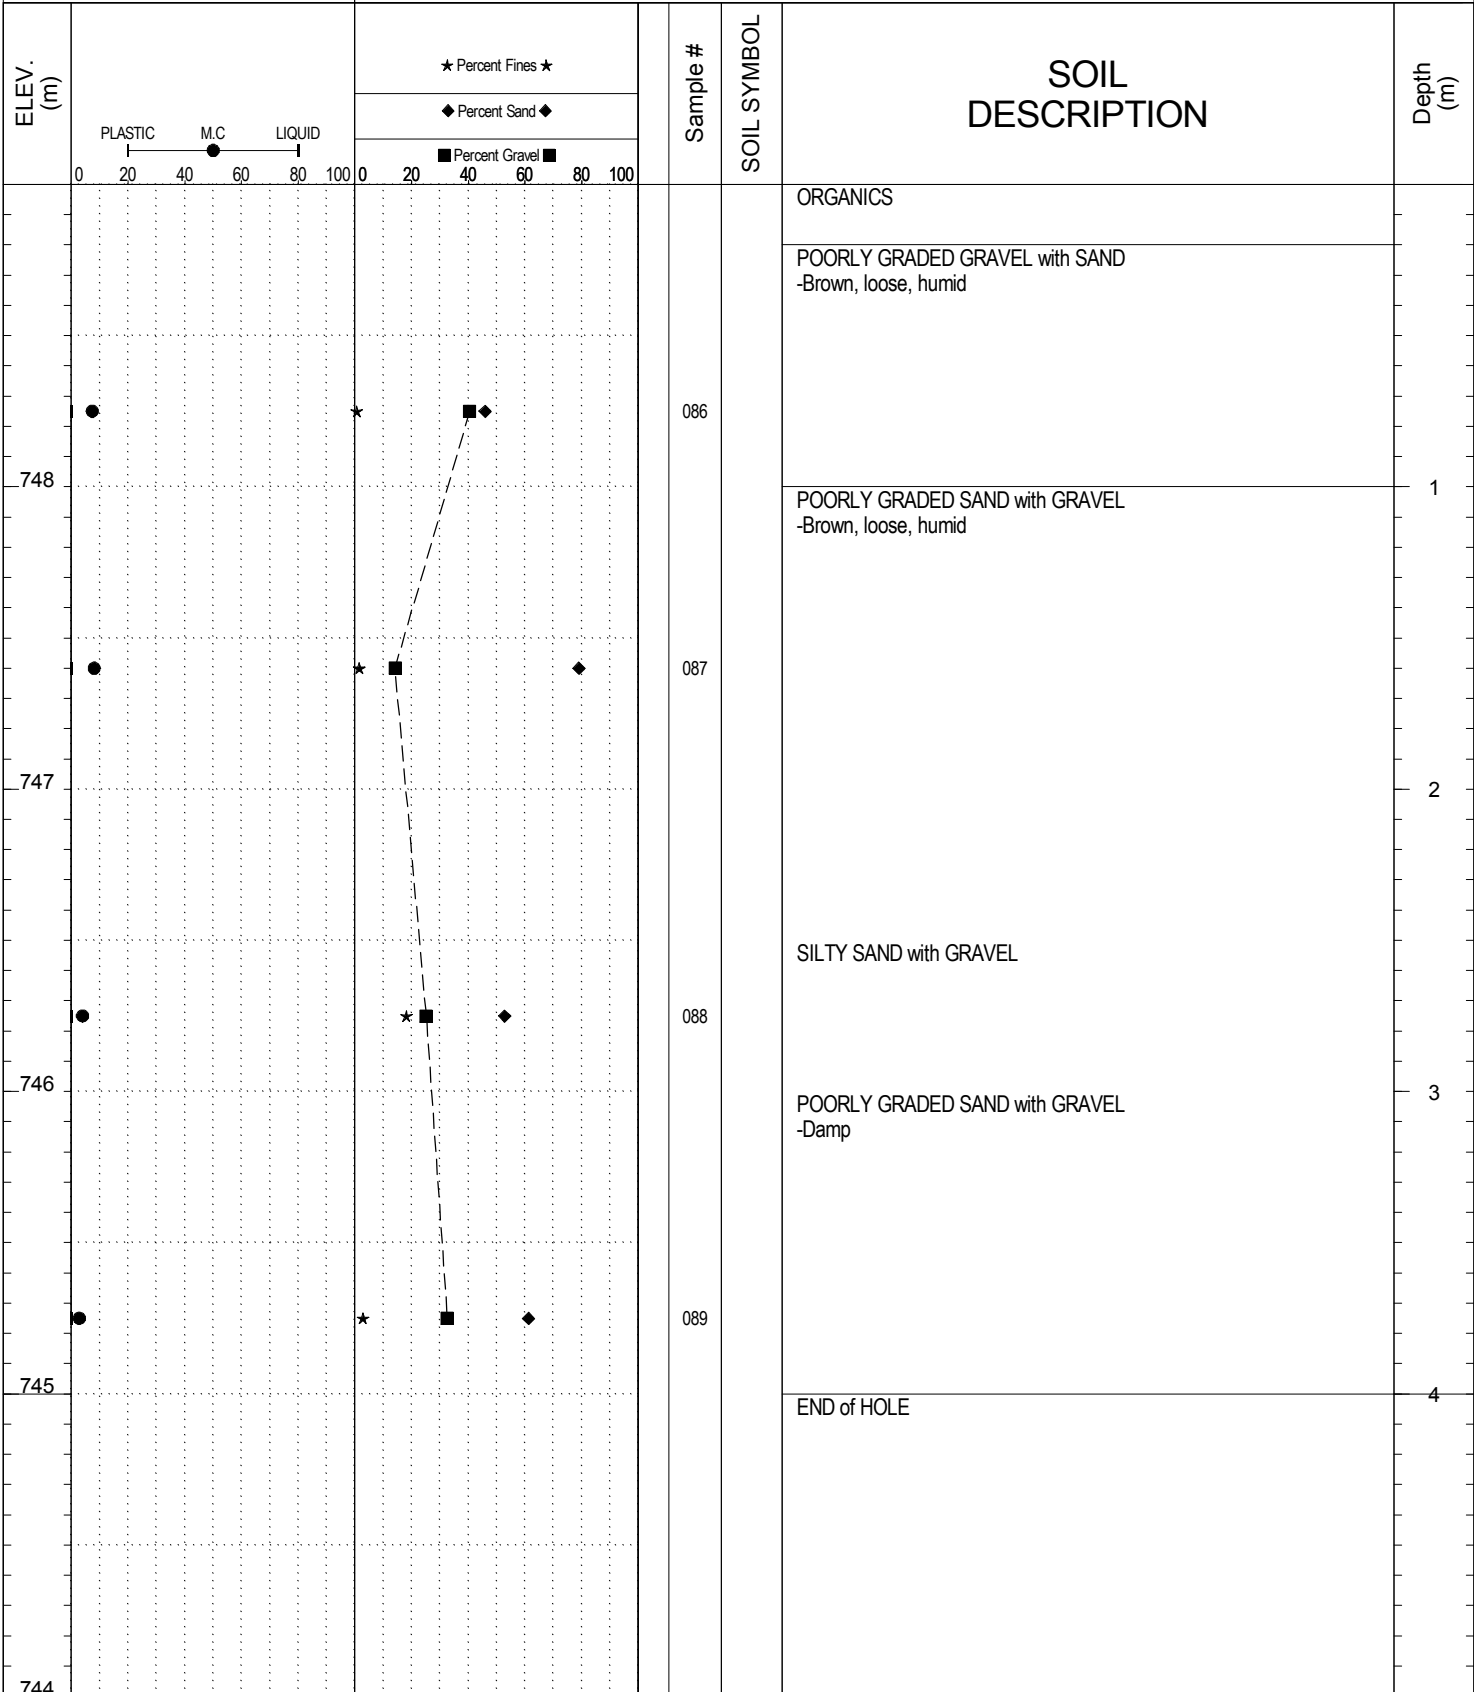 ELEV.
(m)
PLASTIC M.C LIQUID
0 20 40 60 80 100
★ Percent Fines ★
◆ Percent Sand ◆
■ Percent Gravel ■
0 20 40 60 80 100
Sample #
SOIL SYMBOL
SOIL
DESCRIPTION
Depth
(m)
ORGANICS
POORLY GRADED GRAVEL with SAND
-Brown, loose, humid
086
748
POORLY GRADED SAND with GRAVEL
-Brown, loose, humid
1
087
747
2
SILTY SAND with GRAVEL
088
746
POORLY GRADED SAND with GRAVEL
-Damp
3
089
745
END of HOLE
4
744